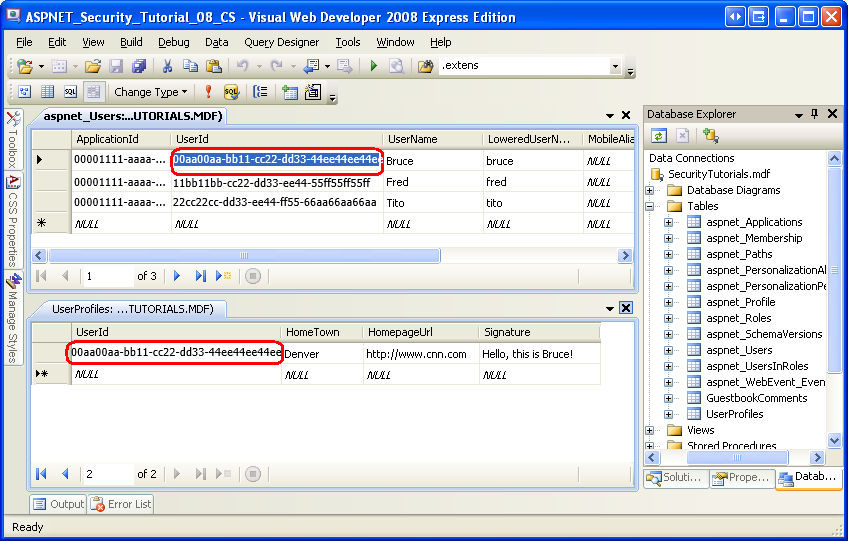 ASPNET_Security_Tutorial_08_CS - Visual Web Developer 2008 Express Edition
File Edit View Build Debug Data Query Designer Tools Window Help
.extens
SQL Change Type SQL
Toolbox
CSS Properties
Manage Styles
aspnet_Users:...UTORIALS.MDF)
ApplicationId UserId UserName LoweredUserN... MobileAlia
00001111-aaaa-... 00aa00aa-bb11-cc22-dd33-44ee44ee44ee Bruce bruce NULL
00001111-aaaa-... 11bb11bb-cc22-dd33-ee44-55ff55ff55ff Fred fred NULL
00001111-aaaa-... 22cc22cc-dd33-ee44-ff55-66aa66aa66aa Tito tito NULL
NULL NULL NULL NULL NULL
1 of 3
UserProfiles: ...TUTORIALS.MDF)
UserId HomeTown HomepageUrl Signature
00aa00aa-bb11-cc22-dd33-44ee44ee44ee Denver http://www.cnn.com Hello, this is Bruce!
NULL NULL NULL NULL
2 of 2
Database Explorer
Data Connections
SecurityTutorials.mdf
Database Diagrams
Tables
aspnet_Applications
aspnet_Membership
aspnet_Paths
aspnet_PersonalizationAl
aspnet_PersonalizationPe
aspnet_Profile
aspnet_Roles
aspnet_SchemaVersions
aspnet_Users
aspnet_UsersInRoles
aspnet_WebEvent_Even
GuestbookComments
UserProfiles
Views
Stored Procedures
Soluti... Prope... Datab...
Output Error List
Ready